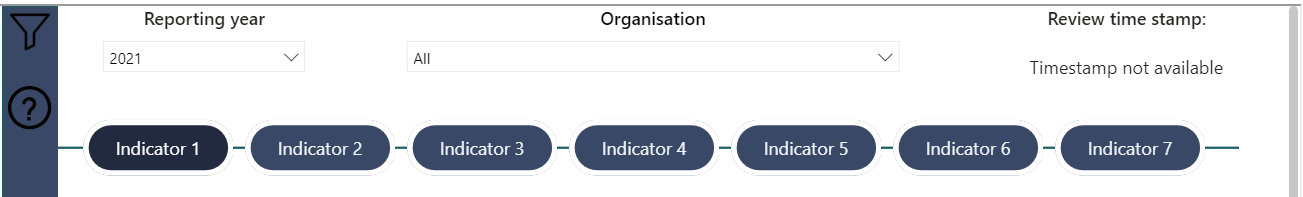 Reporting year
Organisation
Review time stamp:
2021
All
Timestamp not available
?
Indicator 1
Indicator 2
Indicator 3
Indicator 4
Indicator 5
Indicator 6
Indicator 7